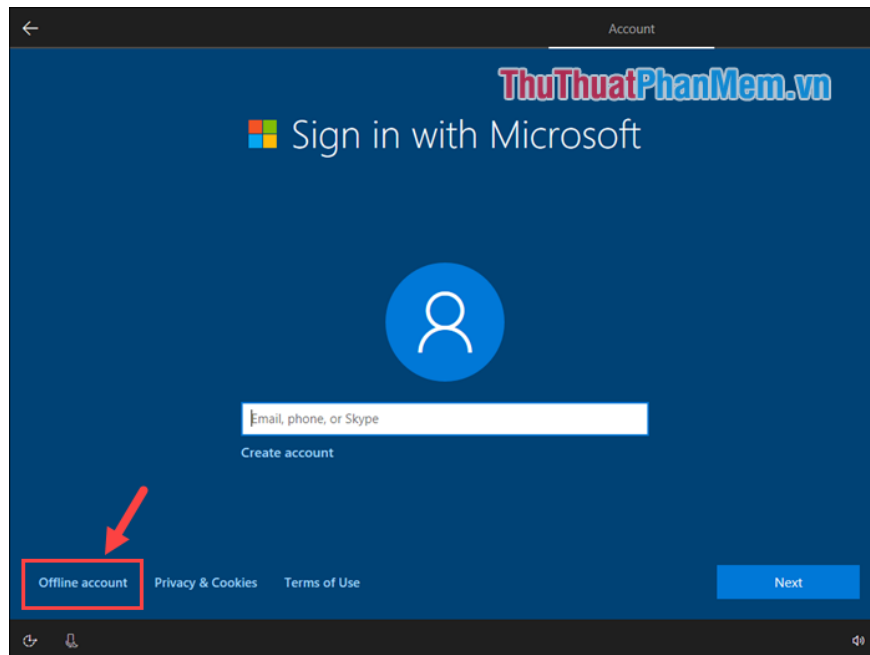 Account
ThuThuatPhanMem.vn
Sign in with Microsoft
Email, phone, or Skype
Create account
Offline account Privacy & Cookies Terms of Use Next